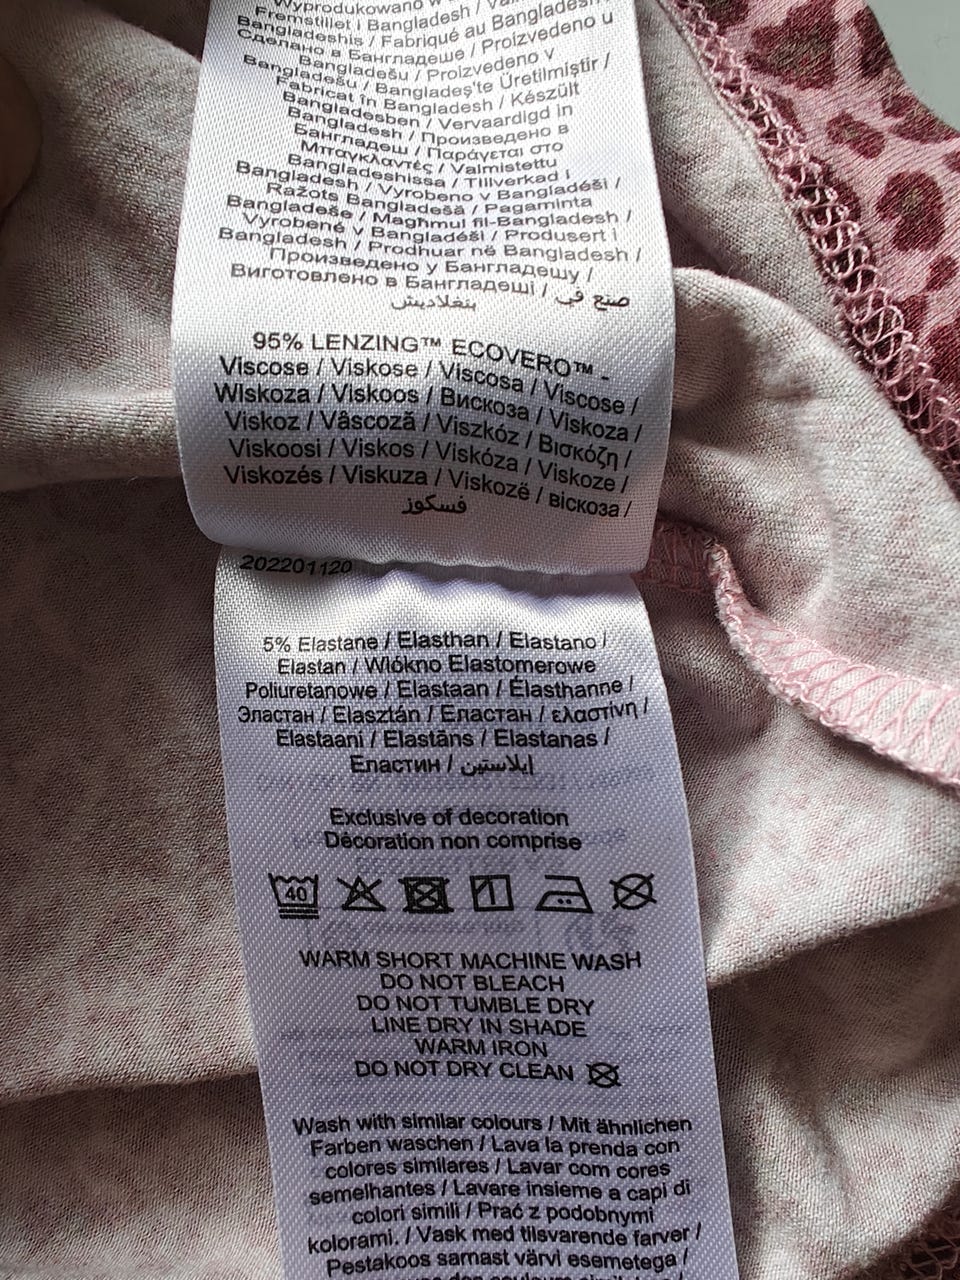 Wyprodukowano w
Fremstillet i Bangladesh /
Bangladeshis / Fabriqué au Bangladesh
Сделано в Бангладеше / Proizvedeno u
Bangladešu / Proizvedeno v
Bangladešu / Bangladeş'te Üretilmiştir /
Fabricat în Bangladesh / Készült
Bangladesben / Vervaardigd in
Bangladesh / Произведено в
Бангладеш / Παράγεται στο
Μπαγκλαντές / Valmistettu
Bangladeshissa / Tillverkad i
Bangladesh / Vyrobeno v Bangladéši /
Ražots Bangladešā / Pagaminta
Bangladeše / Magħmul fil-Bangladesh /
Vyrobené v Bangladéši / Produsert i
Bangladesh / Prodhuar në Bangladesh /
Произведено у Бангладешу /
Виготовлено в Бангладеші / صنع في
بنغلاديش
95% LENZING™ ECOVERO™ -
Viscose / Viskose / Viscosa / Viscose /
Wiskoza / Viskoos / Вискоза / Viskoza /
Viskoz / Vâscoză / Viszkóz / Βισκόζη /
Viskoosi / Viskos / Viskóza / Viskoze /
Viskozés / Viskuza / Viskozë / віскоза /
فسكوز
202201120
5% Elastane / Elasthan / Elastano /
Elastan / Włókno Elastomerowe
Poliuretanowe / Elastaan / Élasthanne /
Эластан / Elasztán / Еластан / ελαστίνη /
Elastaani / Elastāns / Elastanas /
Еластин / إيلاستين
Exclusive of decoration
Décoration non comprise
40
WARM SHORT MACHINE WASH
DO NOT BLEACH
DO NOT TUMBLE DRY
LINE DRY IN SHADE
WARM IRON
DO NOT DRY CLEAN
Wash with similar colours / Mit ähnlichen
Farben waschen / Lava la prenda con
colores similares / Lavar com cores
semelhantes / Lavare insieme a capi di
colori simili / Prać z podobnymi
kolorami. / Vask med tilsvarende farver /
Pestakoos samast värvi esemetega /